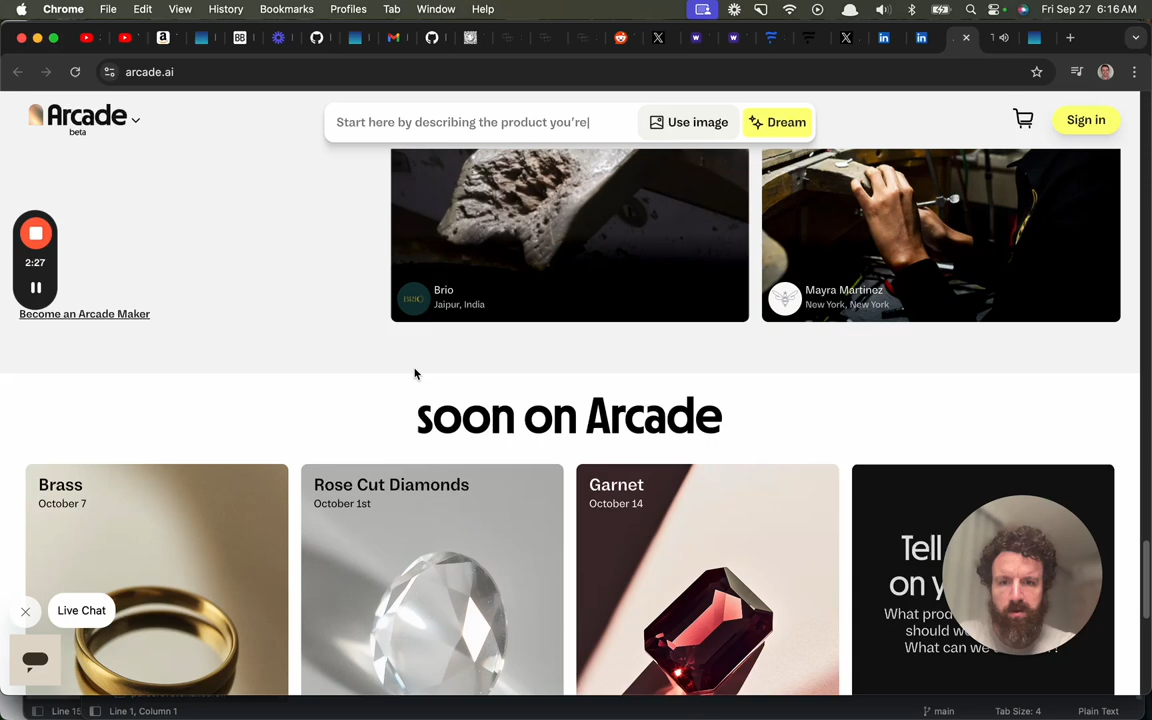 Chrome File Edit View History Bookmarks Profiles Tab Window Help
Fri Sep 27 6:16 AM
arcade.ai
Arcade
beta
Start here by describing the product you're
Use image
Dream
Sign in
2:27
Brio
Jaipur, India
Mayra Martinez
New York, New York
Become an Arcade Maker
soon on Arcade
Brass
October 7
Rose Cut Diamonds
October 1st
Garnet
October 14
Tell
on y
What prod
should w
What can we
Live Chat
Line 15
Line 1, Column 1
main
Tab Size: 4
Plain Text